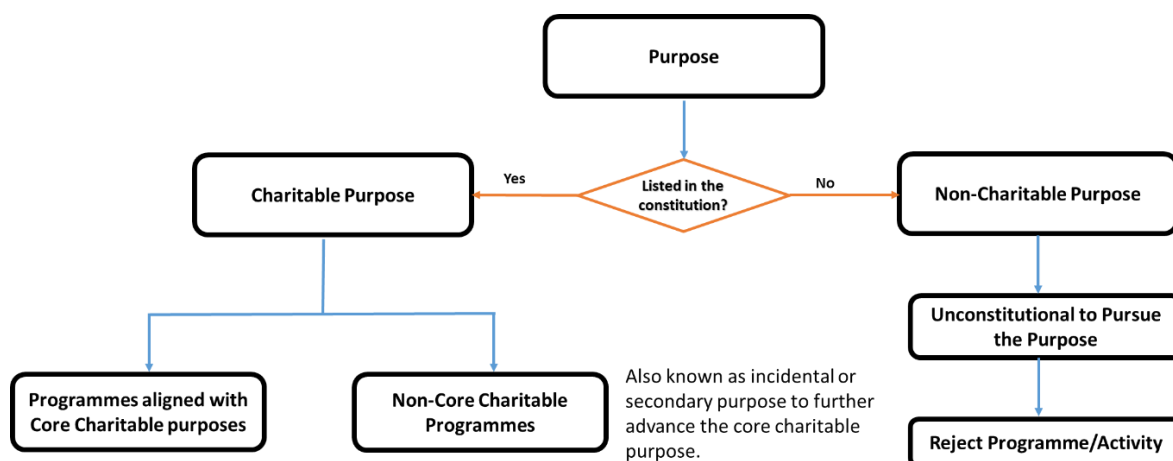 Purpose
Listed in the
constitution?
Yes
No
Charitable Purpose
Non-Charitable Purpose
Programmes aligned with
Core Charitable purposes
Non-Core Charitable
Programmes
Also known as incidental or
secondary purpose to further
advance the core charitable
purpose.
Unconstitutional to Pursue
the Purpose
Reject Programme/Activity